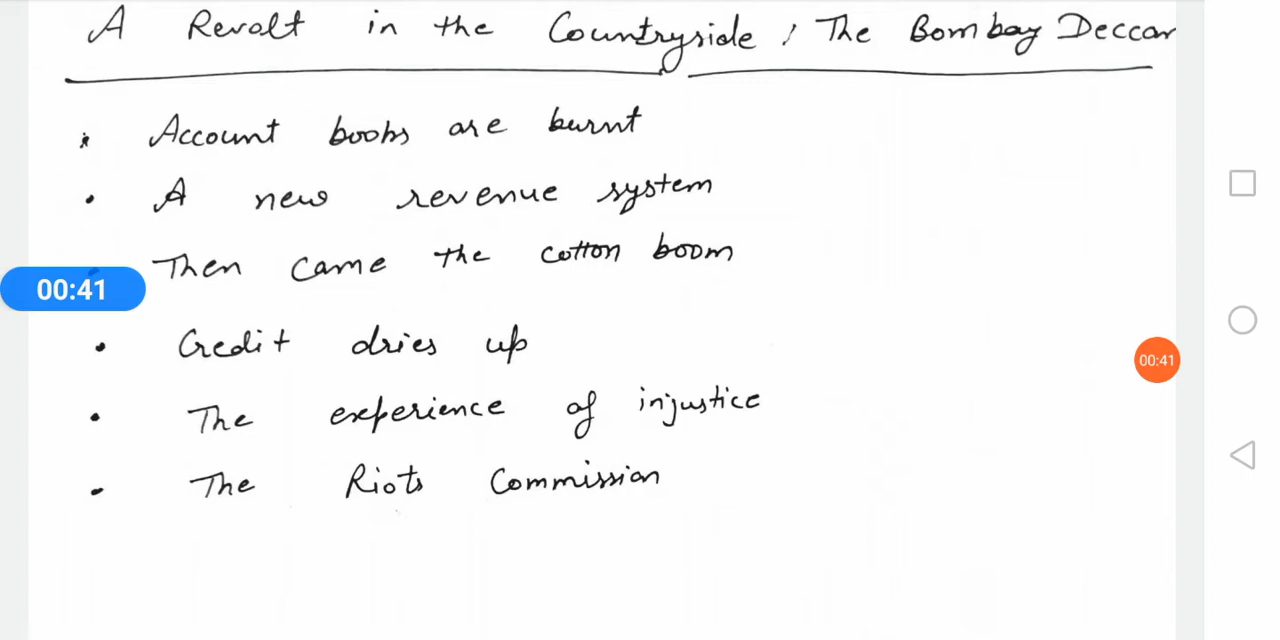 A Revolt in the Countryside : The Bombay Deccan
* Account books are burnt
• A new revenue system
Then came the cotton boom
00:41
• Credit dries up
00:41
• The experience of injustice
• The Riots Commission